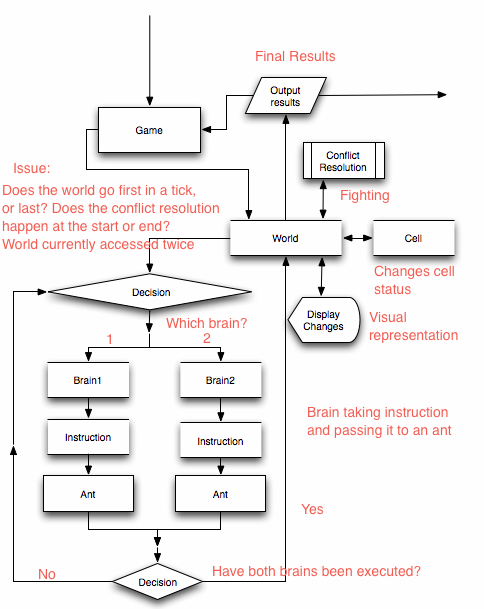 Final Results
Output
results
Game
Issue:
Does the world go first in a tick,
or last? Does the conflict resolution
happen at the start or end?
World currently accessed twice
Conflict
Resolution
Fighting
World
Cell
Changes cell
status
Decision
Display
Changes
Visual
representation
Which brain?
1
2
Brain1
Brain2
Brain taking instruction
and passing it to an ant
Instruction
Instruction
Ant
Ant
Yes
No
Decision
Have both brains been executed?